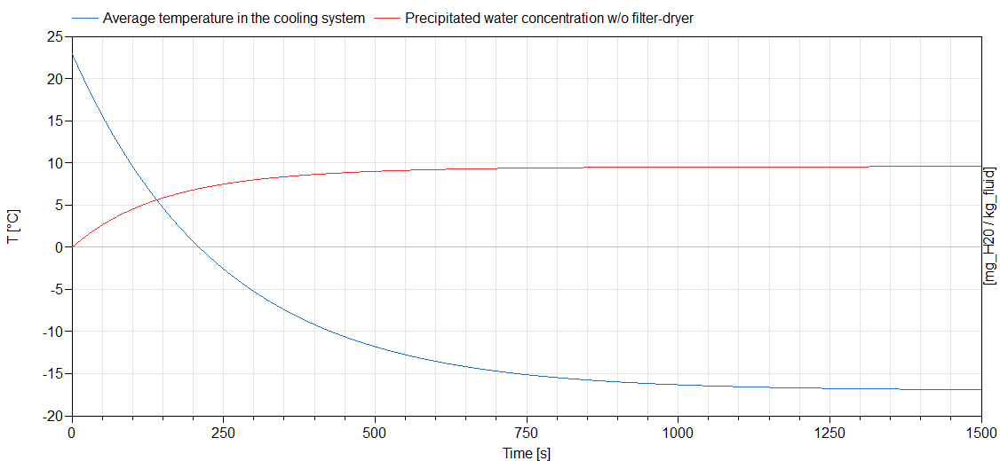 Average temperature in the cooling system Precipitated water concentration w/o filter-dryer
25
20
15
10
5
0
-5
-10
-15
-20
T [°C]
[mg_H20 / kg_fluid]
0 250 500 750 1000 1250 1500
Time [s]